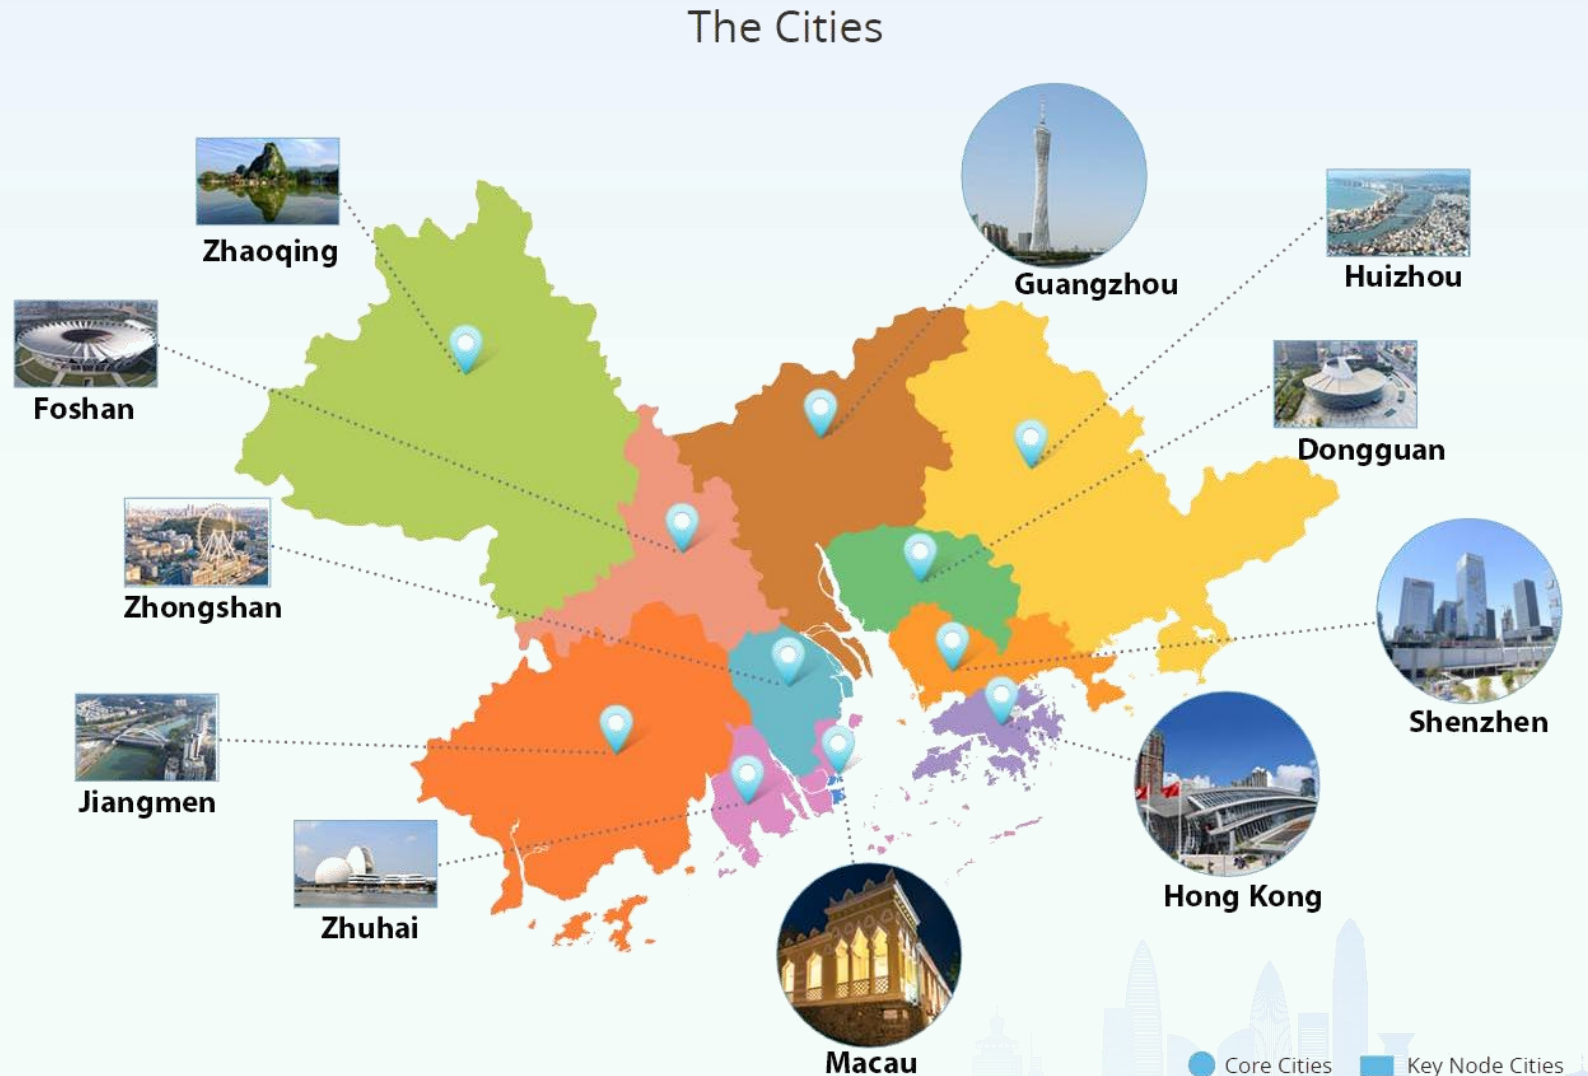 The Cities
Zhaoqing
Guangzhou
Huizhou
Foshan
Dongguan
Zhongshan
Shenzhen
Jiangmen
Hong Kong
Zhuhai
Macau
Core Cities
Key Node Cities